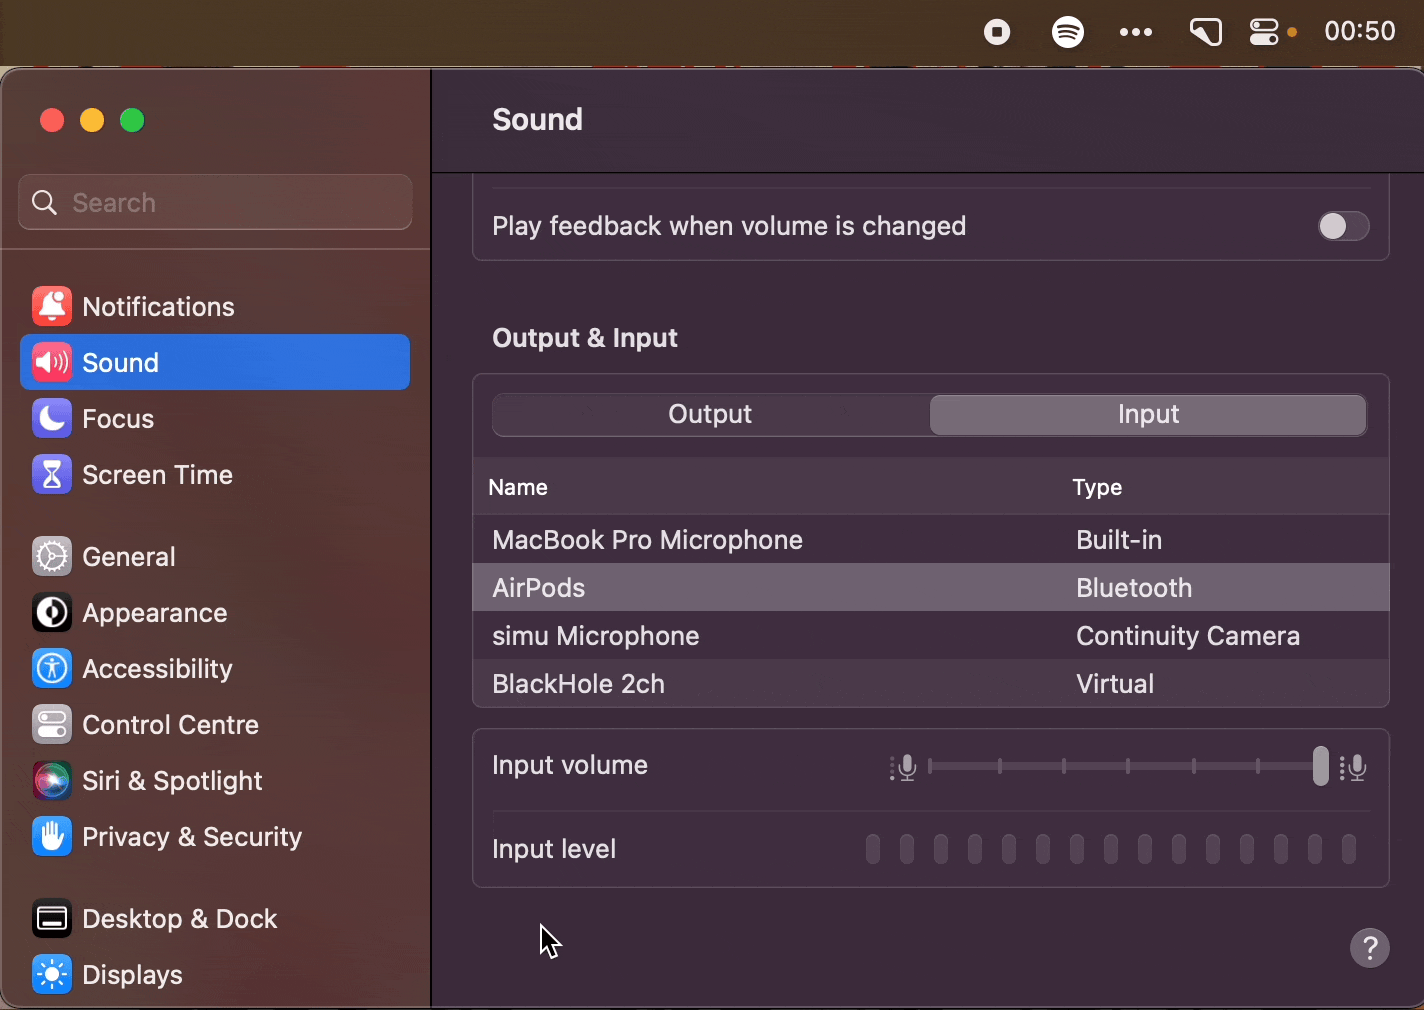 00:50
Sound
Search
Play feedback when volume is changed
Notifications
Sound
Focus
Screen Time
General
Appearance
Accessibility
Control Centre
Siri & Spotlight
Privacy & Security
Desktop & Dock
Displays
Output & Input
Output Input
Name Type
MacBook Pro Microphone Built-in
AirPods Bluetooth
simu Microphone Continuity Camera
BlackHole 2ch Virtual
Input volume
Input level
?